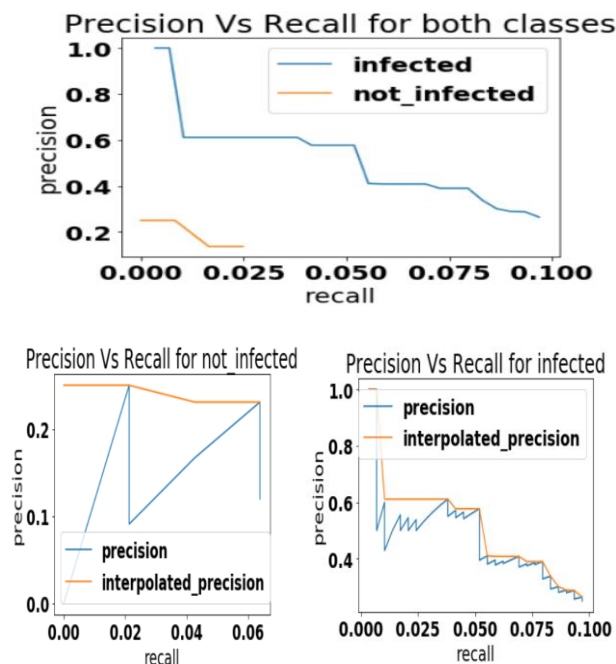 Precision Vs Recall for both classes
1.0
0.8
0.6
0.4
0.2
precision
infected
not_infected
0.000
0.025
0.050
0.075
0.100
recall
Precision Vs Recall for not_infected
0.2
0.1
0.0
precision
precision
interpolated_precision
0.00
0.02
0.04
0.06
recall
Precision Vs Recall for infected
1.0
0.8
0.6
0.4
precision
precision
interpolated_precision
0.000
0.025
0.050
0.075
0.100
recall